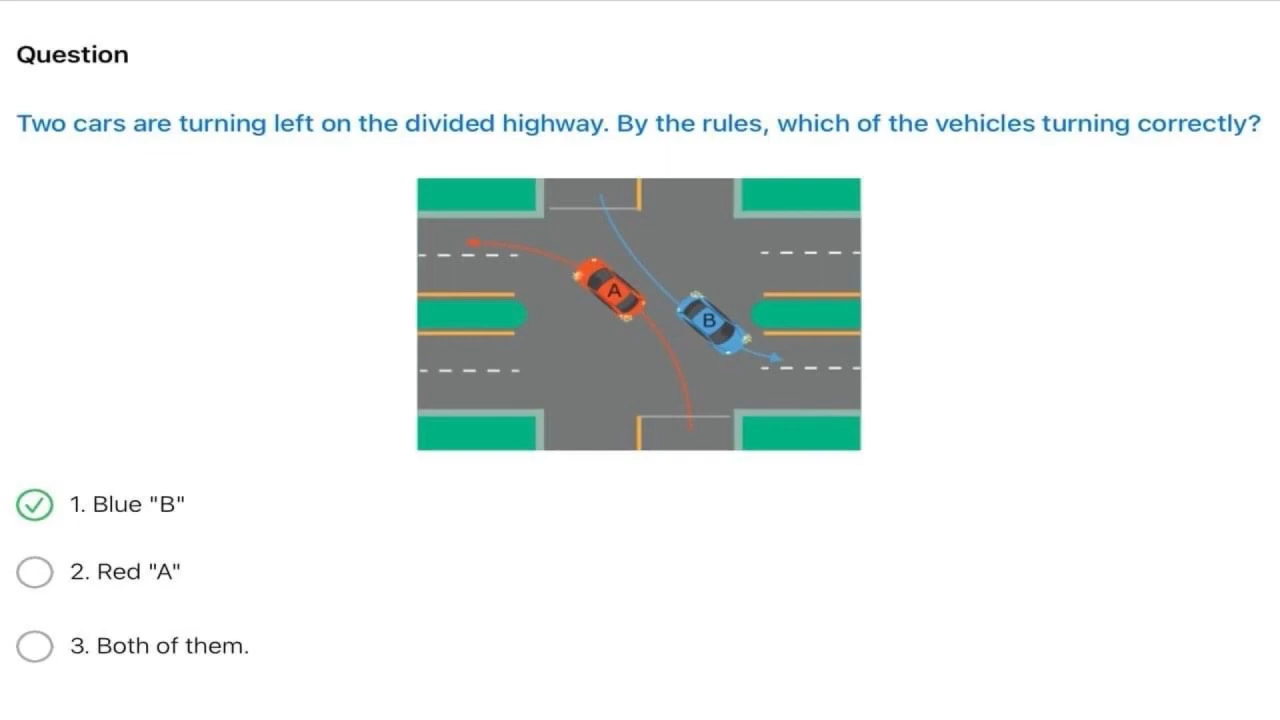 Question
Two cars are turning left on the divided highway. By the rules, which of the vehicles turning correctly?
A
B
1. Blue "B"
2. Red "A"
3. Both of them.